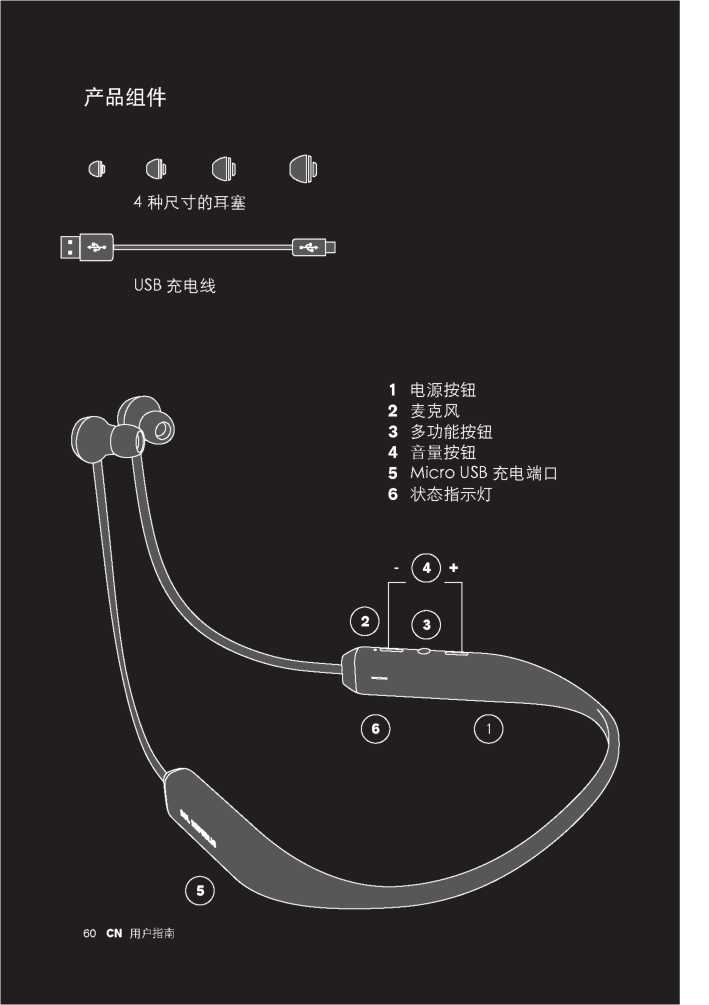 产品组件
4 种尺寸的耳塞
USB 充电线
1 电源按钮
2 麦克风
3 多功能按钮
4 音量按钮
5 Micro USB 充电端口
6 状态指示灯
- 4 +
2
3
6
1
SOL REPUBLIC
5
60 CN 用户指南